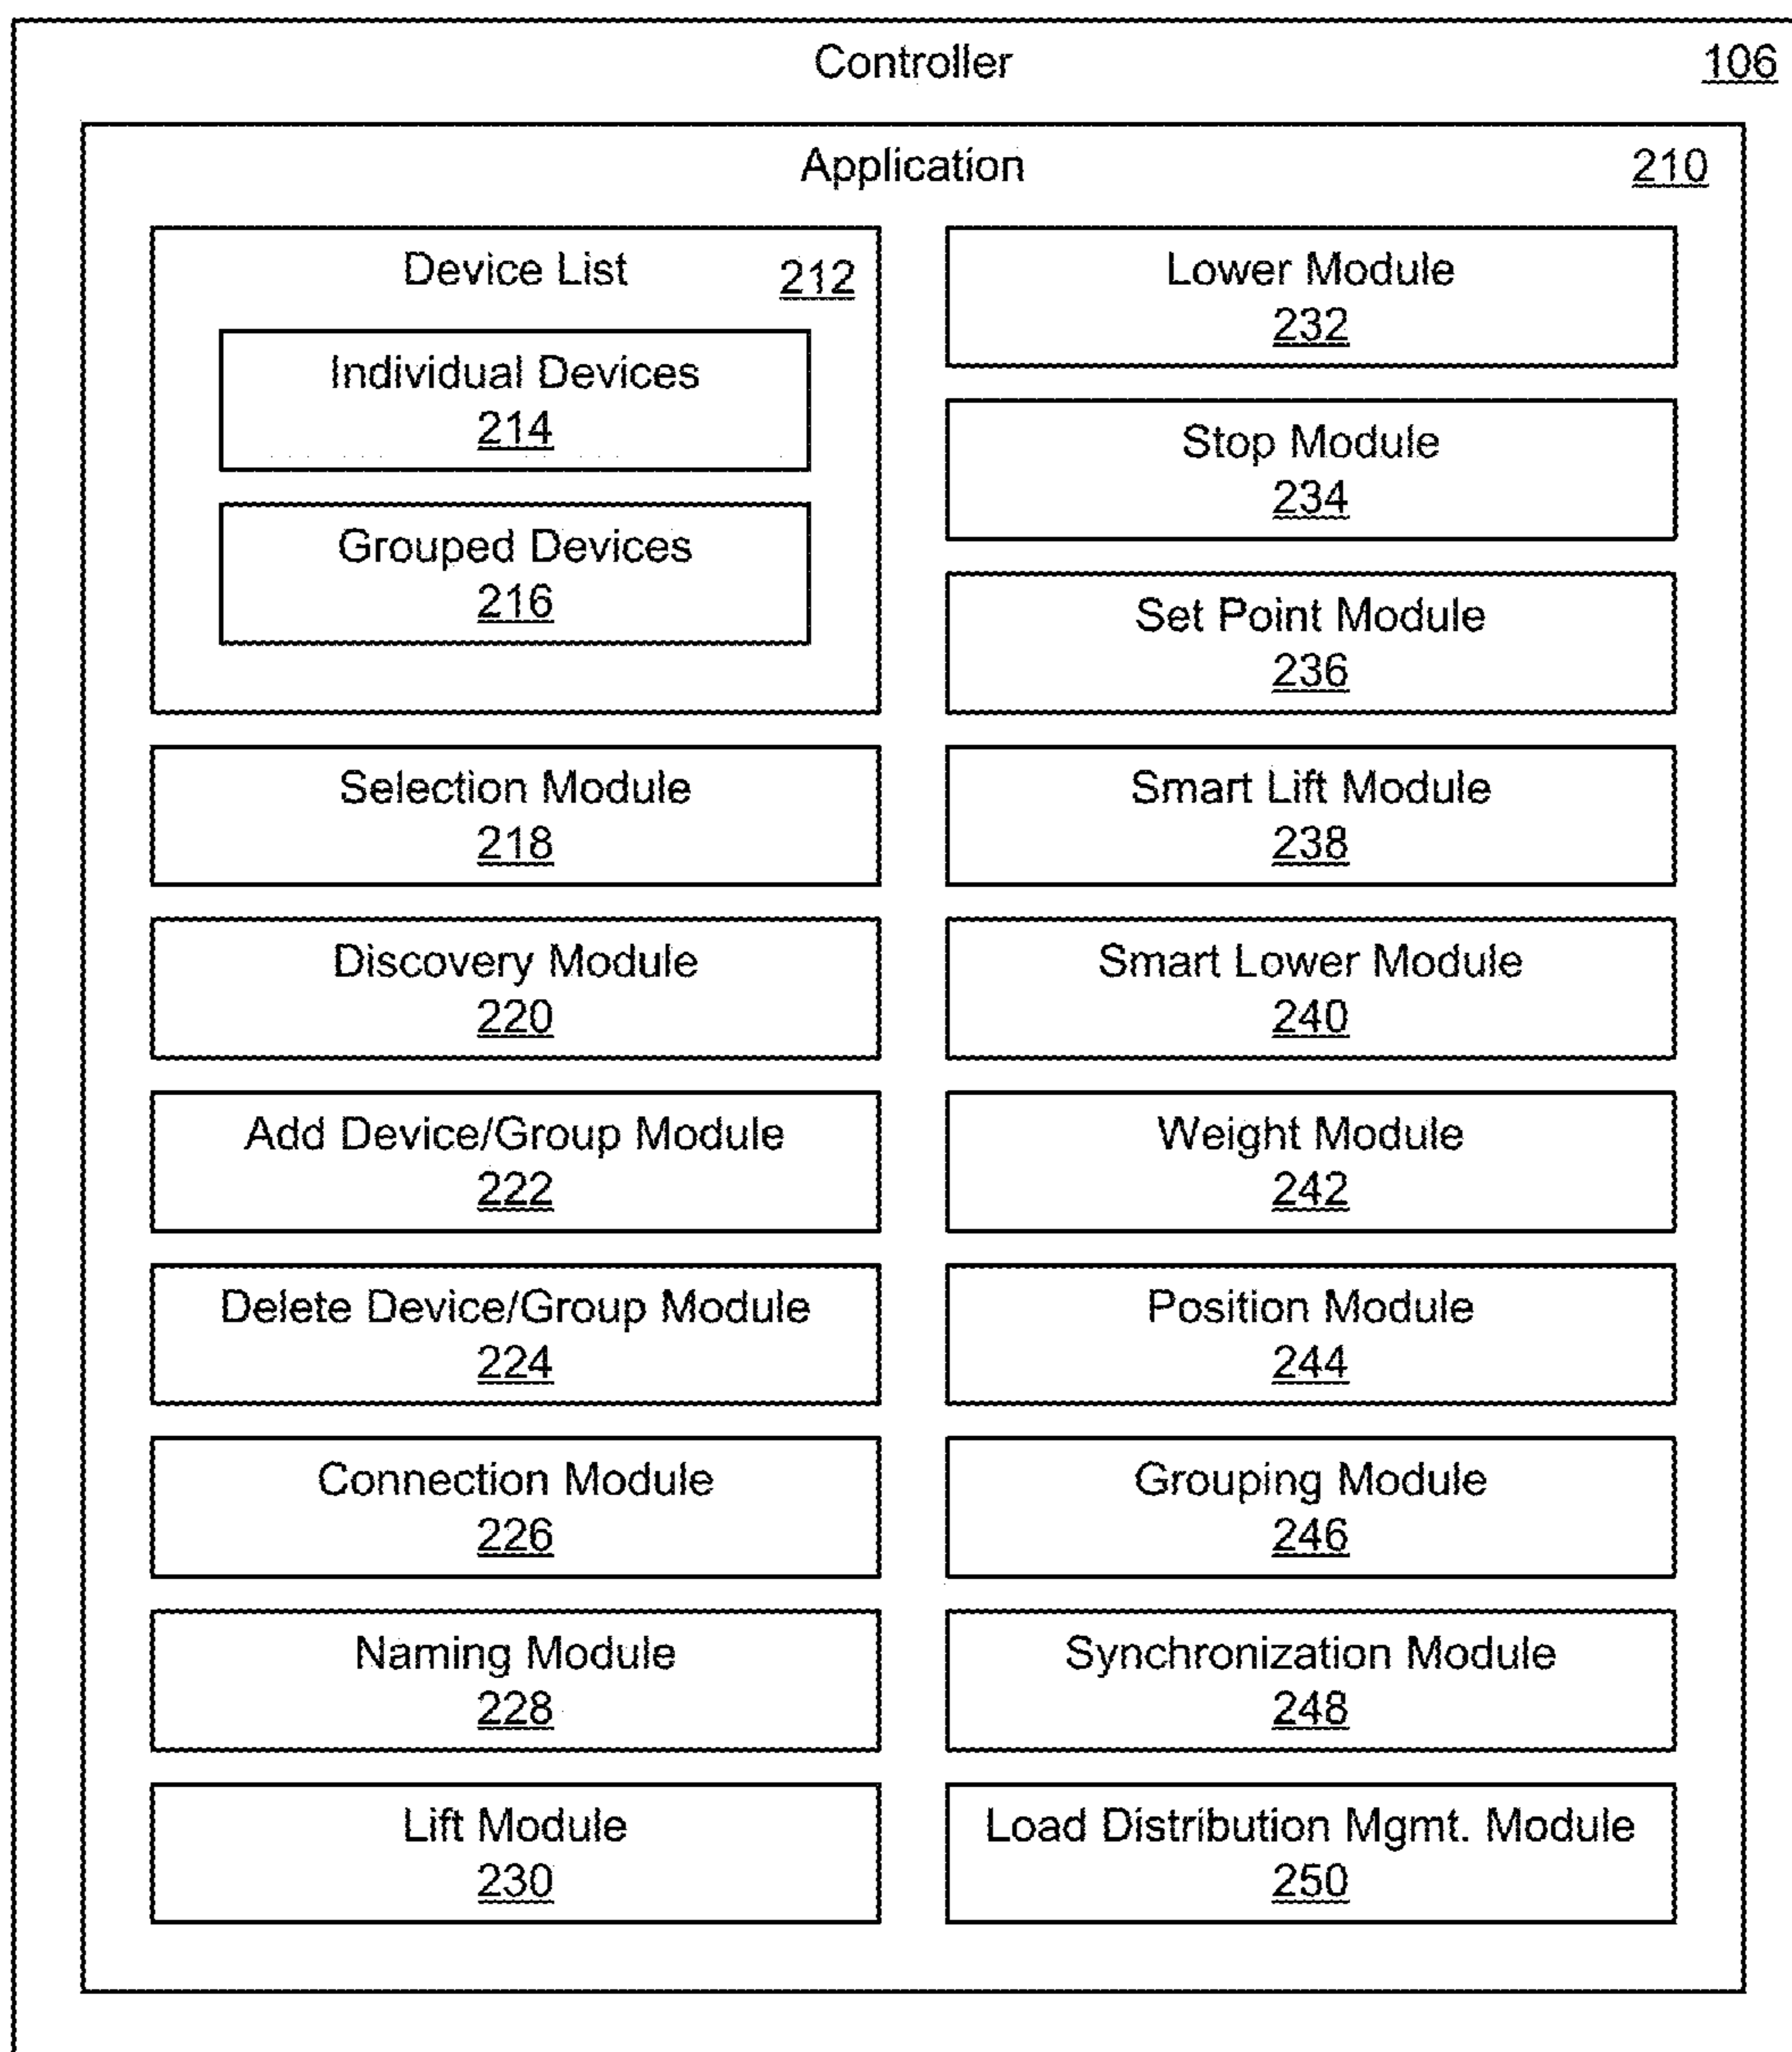 Controller 106
Application 210
Device List 212
Individual Devices
214
Grouped Devices
216
Selection Module
218
Discovery Module
220
Add Device/Group Module
222
Delete Device/Group Module
224
Connection Module
226
Naming Module
228
Lift Module
230
Lower Module
232
Stop Module
234
Set Point Module
236
Smart Lift Module
238
Smart Lower Module
240
Weight Module
242
Position Module
244
Grouping Module
246
Synchronization Module
248
Load Distribution Mgmt. Module
250